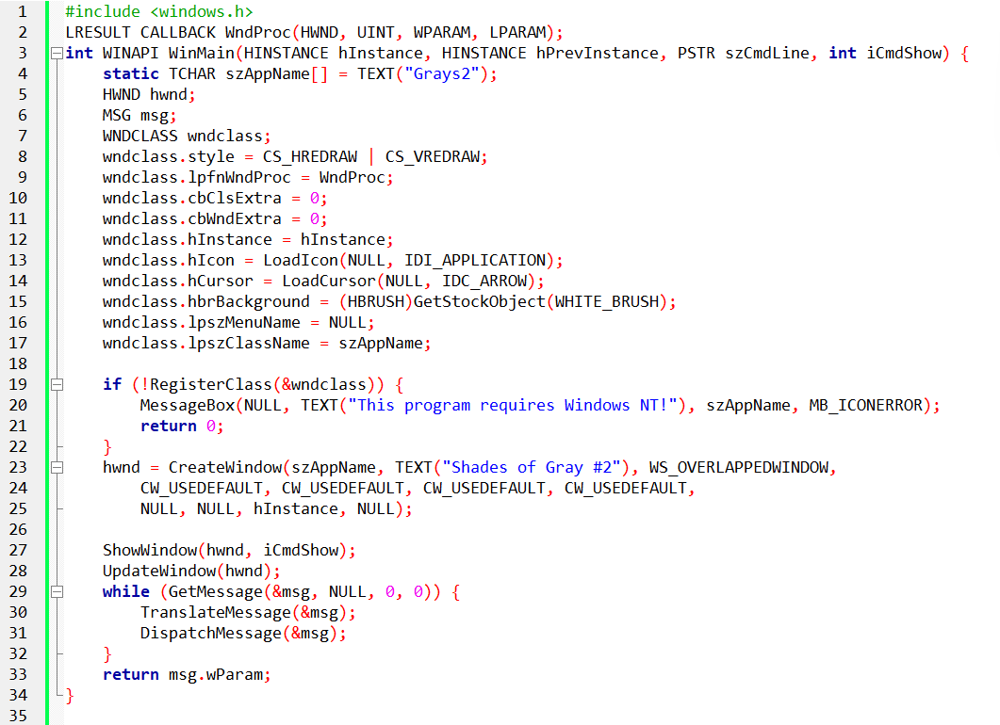 1 #include <windows.h>
2 LRESULT CALLBACK WndProc(HWND, UINT, WPARAM, LPARAM);
3 int WINAPI WinMain(HINSTANCE hInstance, HINSTANCE hPrevInstance, PSTR szCmdLine, int iCmdShow) {
4     static TCHAR szAppName[] = TEXT("Grays2");
5     HWND hwnd;
6     MSG msg;
7     WNDCLASS wndclass;
8     wndclass.style = CS_HREDRAW | CS_VREDRAW;
9     wndclass.lpfnWndProc = WndProc;
10     wndclass.cbClsExtra = 0;
11     wndclass.cbWndExtra = 0;
12     wndclass.hInstance = hInstance;
13     wndclass.hIcon = LoadIcon(NULL, IDI_APPLICATION);
14     wndclass.hCursor = LoadCursor(NULL, IDC_ARROW);
15     wndclass.hbrBackground = (HBRUSH)GetStockObject(WHITE_BRUSH);
16     wndclass.lpszMenuName = NULL;
17     wndclass.lpszClassName = szAppName;
18
19     if (!RegisterClass(&wndclass)) {
20         MessageBox(NULL, TEXT("This program requires Windows NT!"), szAppName, MB_ICONERROR);
21         return 0;
22     }
23     hwnd = CreateWindow(szAppName, TEXT("Shades of Gray #2"), WS_OVERLAPPEDWINDOW,
24         CW_USEDEFAULT, CW_USEDEFAULT, CW_USEDEFAULT, CW_USEDEFAULT,
25         NULL, NULL, hInstance, NULL);
26
27     ShowWindow(hwnd, iCmdShow);
28     UpdateWindow(hwnd);
29     while (GetMessage(&msg, NULL, 0, 0)) {
30         TranslateMessage(&msg);
31         DispatchMessage(&msg);
32     }
33     return msg.wParam;
34 }
35